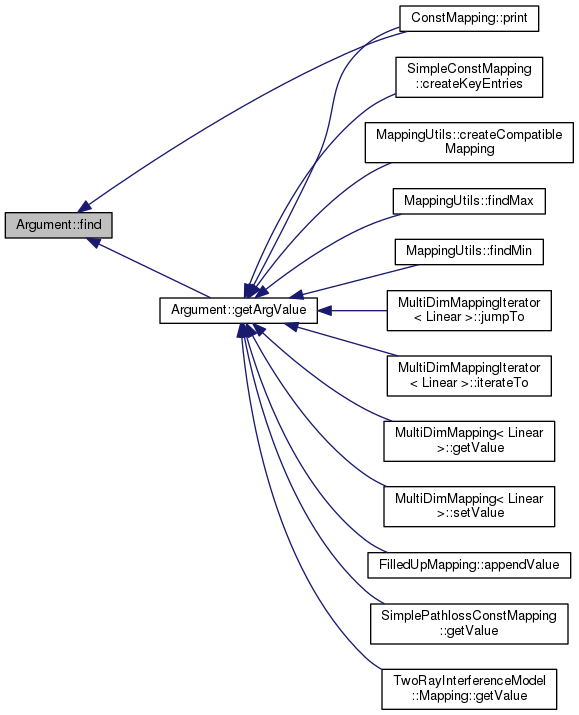 ConstMapping::print
SimpleConstMapping
::createKeyEntries
MappingUtils::createCompatible
Mapping
MappingUtils::findMax
Argument::find
MappingUtils::findMin
Argument::getArgValue
MultiDimMappingIterator
< Linear >::jumpTo
MultiDimMappingIterator
< Linear >::iterateTo
MultiDimMapping< Linear
>::getValue
MultiDimMapping< Linear
>::setValue
FilledUpMapping::appendValue
SimplePathlossConstMapping
::getValue
TwoRayInterferenceModel
::Mapping::getValue